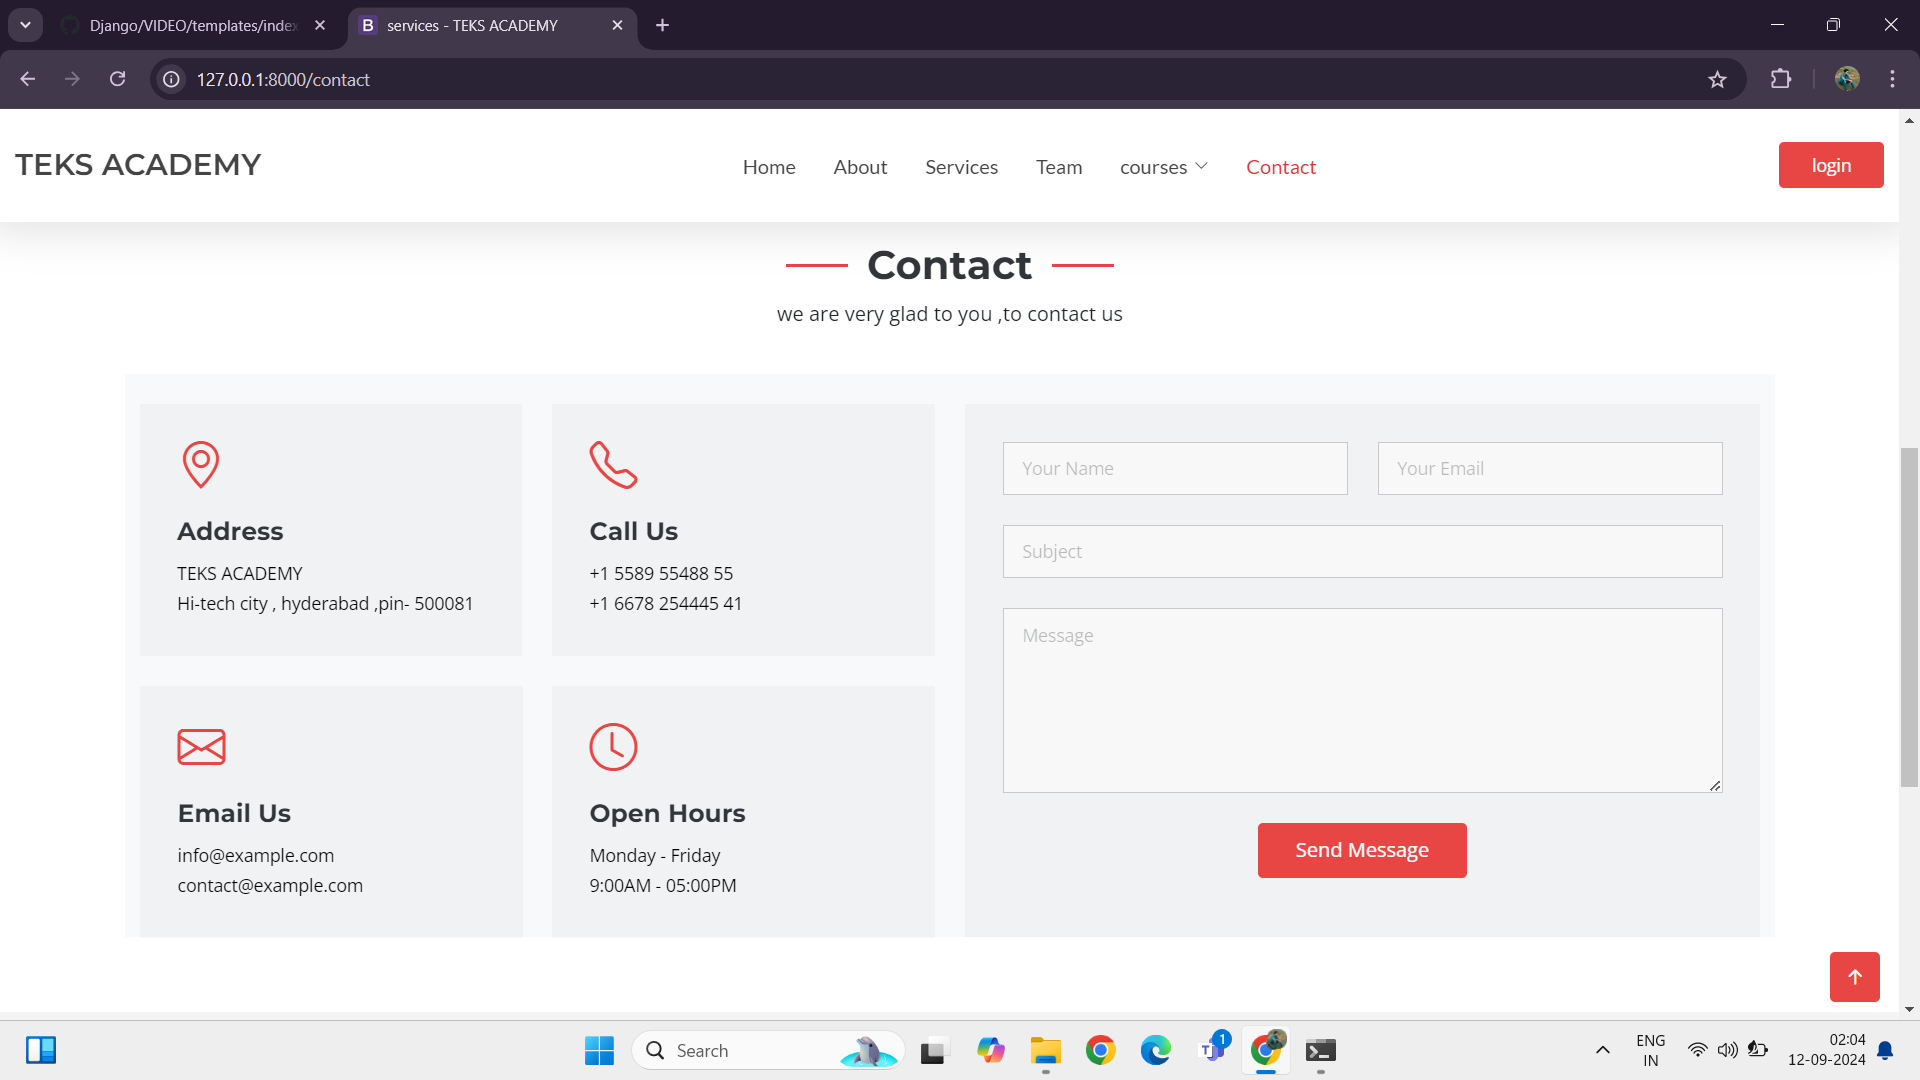 Django/VIDEO/templates/index
services - TEKS ACADEMY
127.0.0.1:8000/contact
TEKS ACADEMY
Home
About
Services
Team
courses
Contact
login
Contact
we are very glad to you ,to contact us
Address
TEKS ACADEMY
Hi-tech city , hyderabad ,pin- 500081
Call Us
+1 5589 55488 55
+1 6678 254445 41
Email Us
info@example.com
contact@example.com
Open Hours
Monday - Friday
9:00AM - 05:00PM
Your Name
Your Email
Subject
Message
Send Message
Search
1
ENG
IN
02:04
12-09-2024